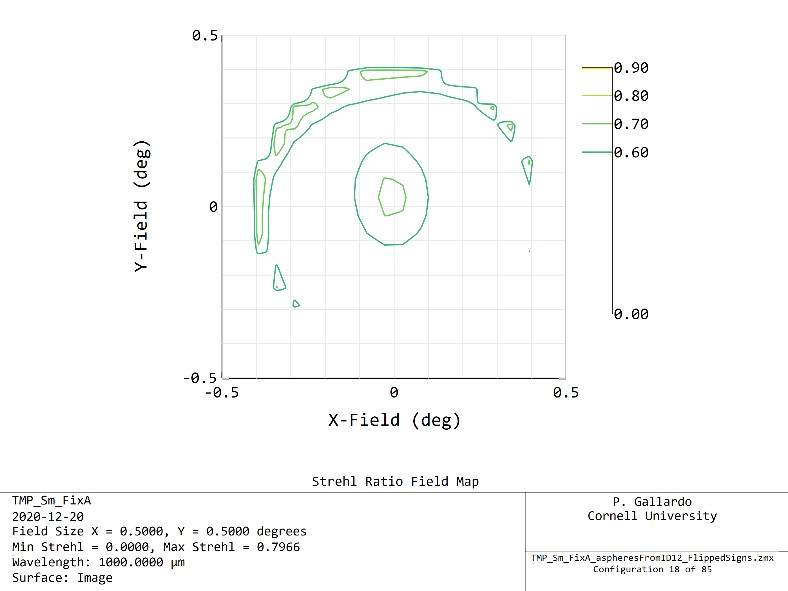 0.5
0
-0.5
-0.5
0
0.5
Y-Field (deg)
X-Field (deg)
0.90
0.80
0.70
0.60
0.00
Strehl Ratio Field Map
TMP_Sm_FixA
2020-12-20
Field Size X = 0.5000, Y = 0.5000 degrees
Min Strehl = 0.0000, Max Strehl = 0.7966
Wavelength: 1000.0000 µm
Surface: Image
P. Gallardo
Cornell University
TMP_Sm_FixA_aspheresFromID12_FlippedSigns.zmx
Configuration 18 of 85